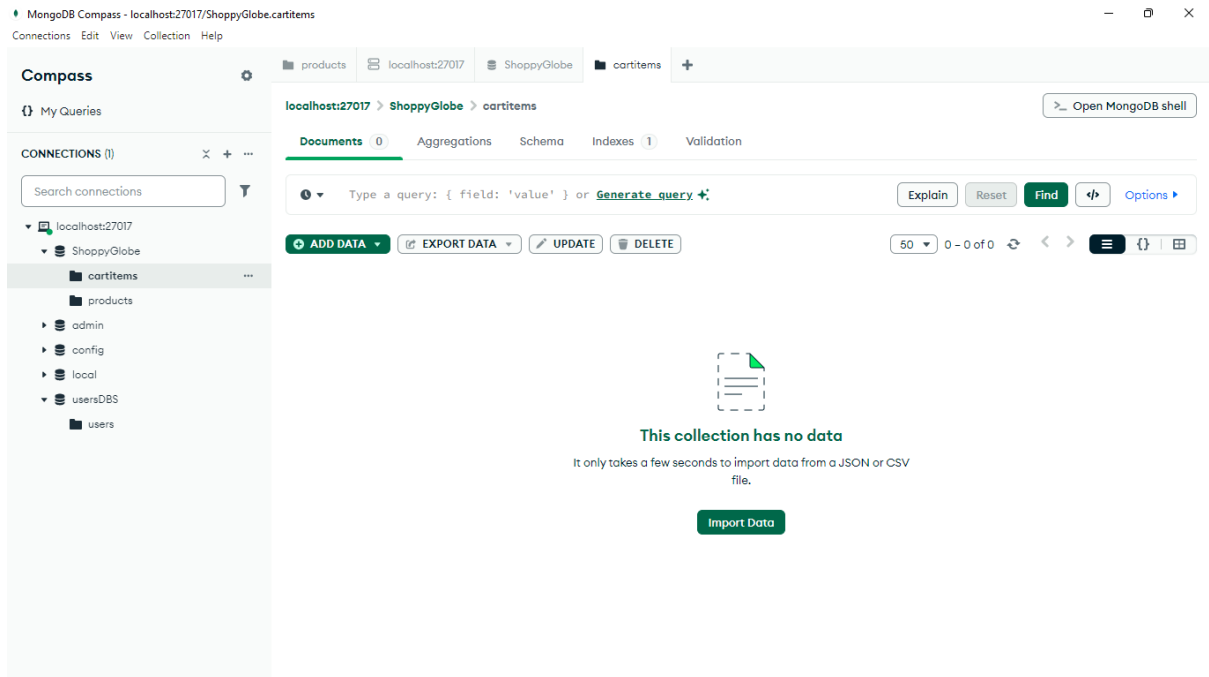 MongoDB Compass - localhost:27017/ShoppyGlobe.cartitems
Connections Edit View Collection Help
Compass
{} My Queries
CONNECTIONS (1)
Search connections
localhost:27017
ShoppyGlobe
cartitems
products
admin
config
local
usersDBS
users
products localhost:27017 ShoppyGlobe cartitems
localhost:27017 > ShoppyGlobe > cartitems
>_ Open MongoDB shell
Documents 0 Aggregations Schema Indexes 1 Validation
Type a query: { field: 'value' } or Generate query
Explain Reset Find </> Options
ADD DATA EXPORT DATA UPDATE DELETE
50 0 – 0 of 0 {}
This collection has no data
It only takes a few seconds to import data from a JSON or CSV
file.
Import Data